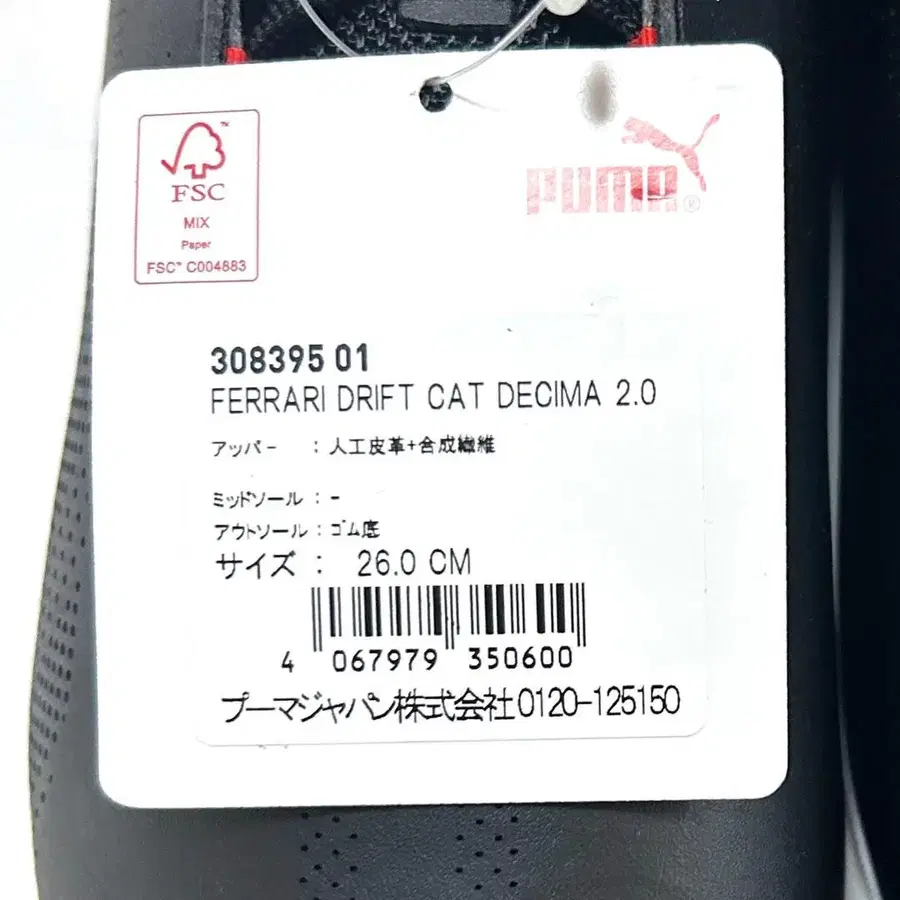 FSC
MIX
Paper
FSC™ C004883
PUMA®
308395 01
FERRARI DRIFT CAT DECIMA 2.0
アッパー : 人工皮革+合成繊維
ミッドソール : -
アウトソール : ゴム底
サイズ : 26.0 CM
4 067979 350600
プーマジャパン株式会社0120-125150